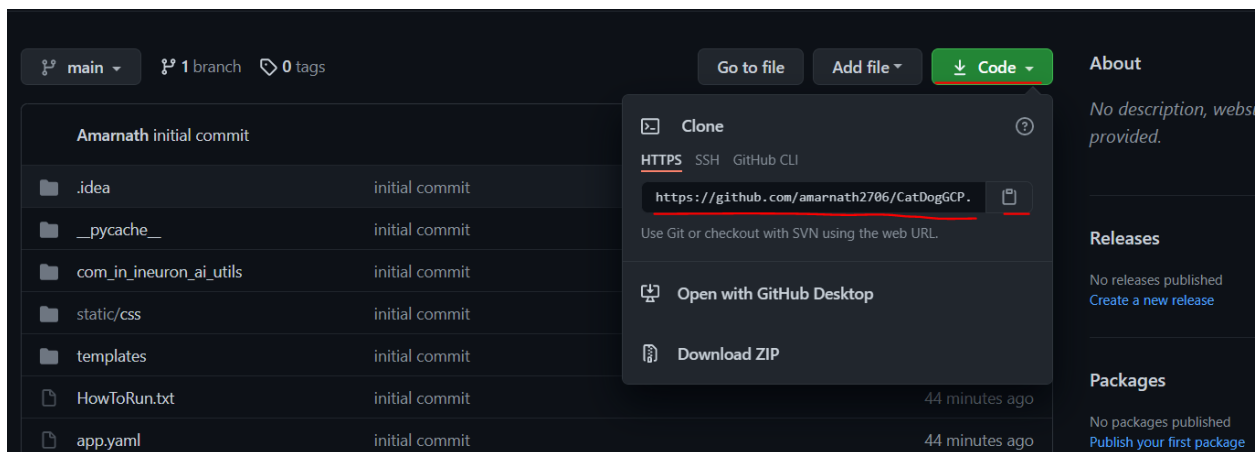 main 1 branch 0 tags Go to file Add file Code
Amarnath initial commit
.idea initial commit
__pycache__ initial commit
com_in_ineuron_ai_utils initial commit
static/css initial commit
templates initial commit
HowToRun.txt initial commit 44 minutes ago
app.yaml initial commit 44 minutes ago
Clone
HTTPS SSH GitHub CLI
https://github.com/amarnath2706/CatDogGCP.
Use Git or checkout with SVN using the web URL.
Open with GitHub Desktop
Download ZIP
About
No description, websi
provided.
Releases
No releases published
Create a new release
Packages
No packages published
Publish your first package